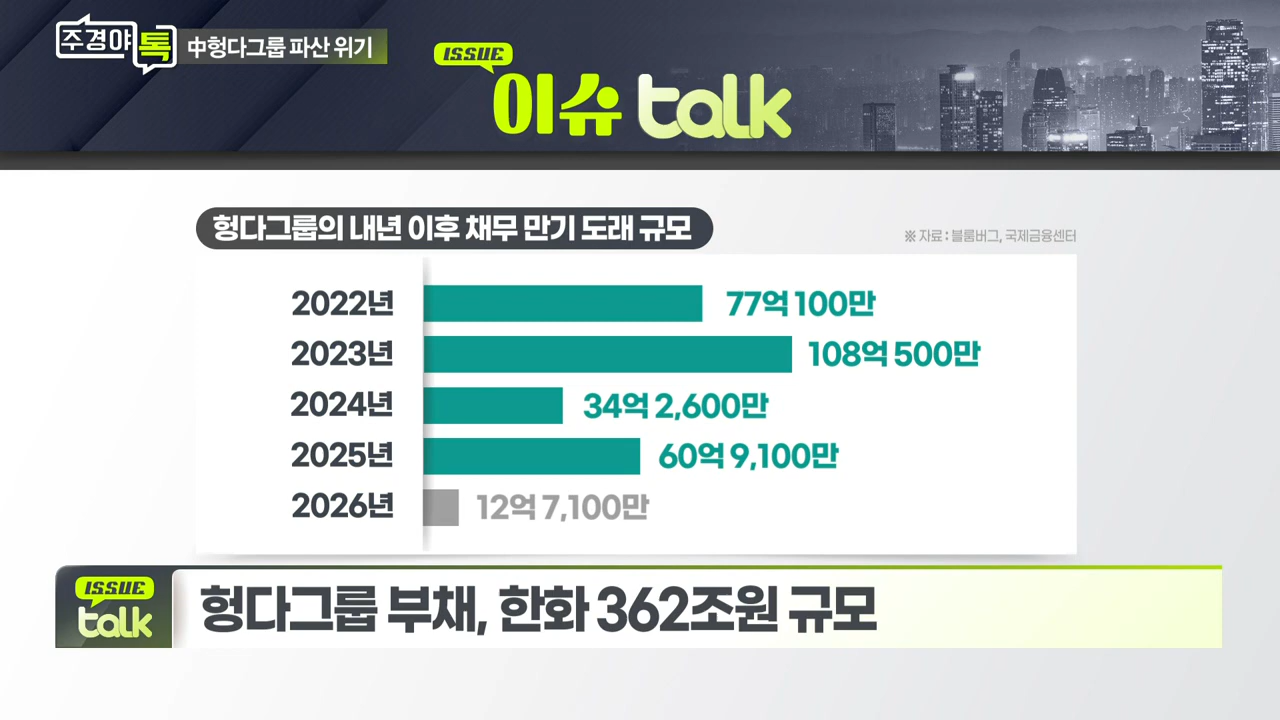 주경야톡
中헝다그룹 파산 위기
ISSUE
이슈 talk
헝다그룹의 내년 이후 채무 만기 도래 규모
※ 자료 : 블룸버그, 국제금융센터
2022년 77억 100만
2023년 108억 500만
2024년 34억 2,600만
2025년 60억 9,100만
2026년 12억 7,100만
ISSUE
talk
헝다그룹 부채, 한화 362조원 규모